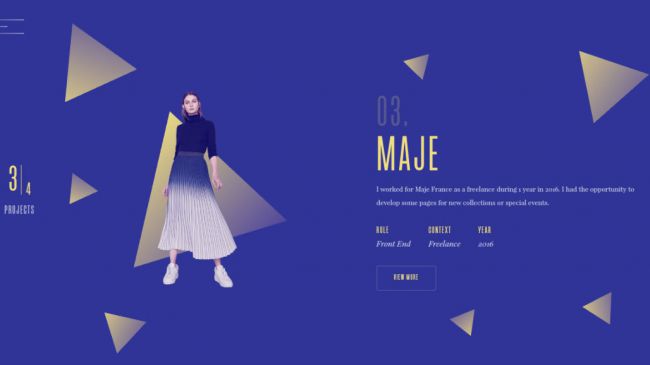 3 4
PROJECTS
03.
MAJE
I worked for Maje France as a freelance during 1 year in 2016. I had the opportunity to
develop some pages for new collections or special events.
ROLE CONTEXT YEAR
Front End Freelance 2016
VIEW MORE